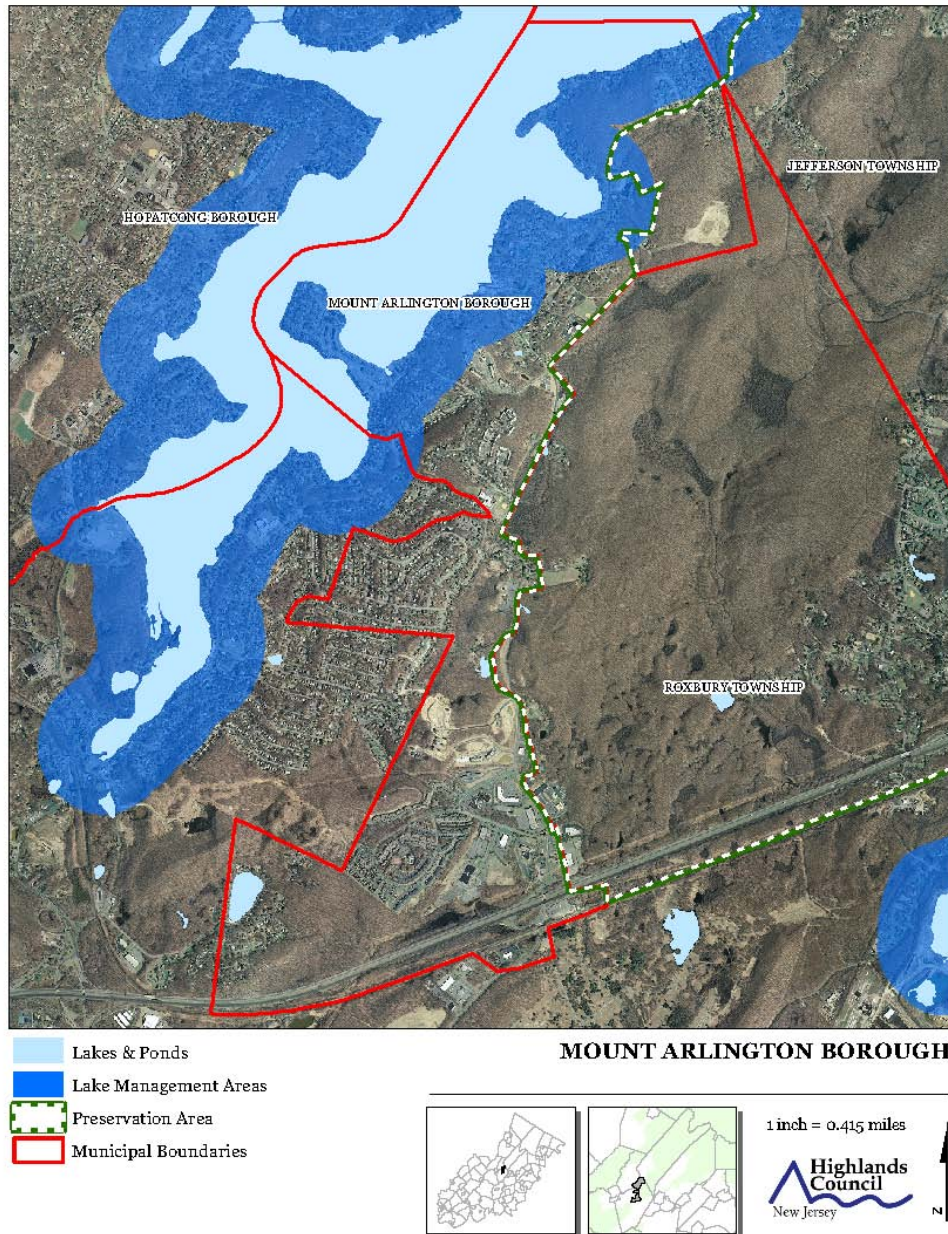 JEFFERSON TOWNSHIP
HOPATCONG BOROUGH
MOUNT ARLINGTON BOROUGH
ROXBURY TOWNSHIP
Lakes & Ponds
Lake Management Areas
Preservation Area
Municipal Boundaries
MOUNT ARLINGTON BOROUGH
1 inch = 0.415 miles
Highlands
Council
New Jersey
N